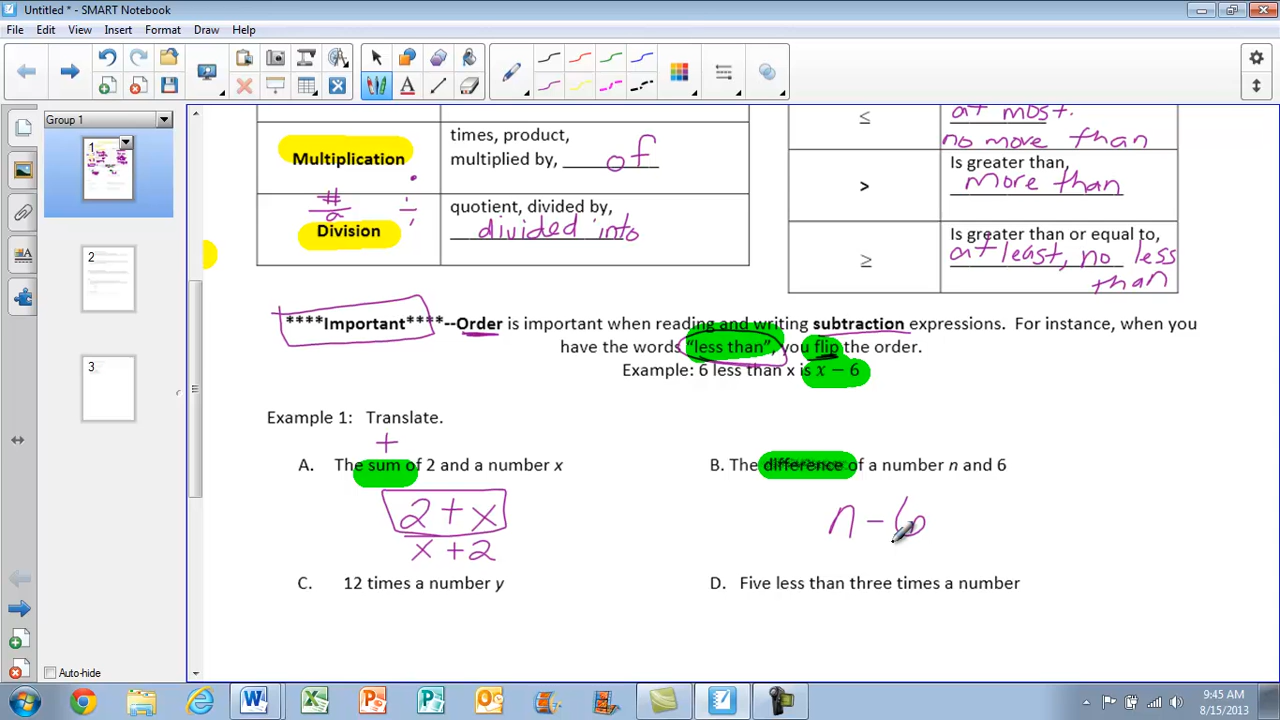 Untitled * - SMART Notebook
File Edit View Insert Format Draw Help
Group 1
1
2
3
Auto-hide
Multiplication
times, product,
multiplied by, of
# / a ÷
Division
quotient, divided by,
divided into
≤
at most.
no more than
>
Is greater than,
more than
≥
Is greater than or equal to,
at least, no less
than
****Important****--Order is important when reading and writing subtraction expressions. For instance, when you
have the words “less than”, you flip the order.
Example: 6 less than x is x − 6
Example 1: Translate.
+
A. The sum of 2 and a number x
2 + x
x + 2
B. The difference of a number n and 6
n − 6
C. 12 times a number y
D. Five less than three times a number
9:45 AM
8/15/2013